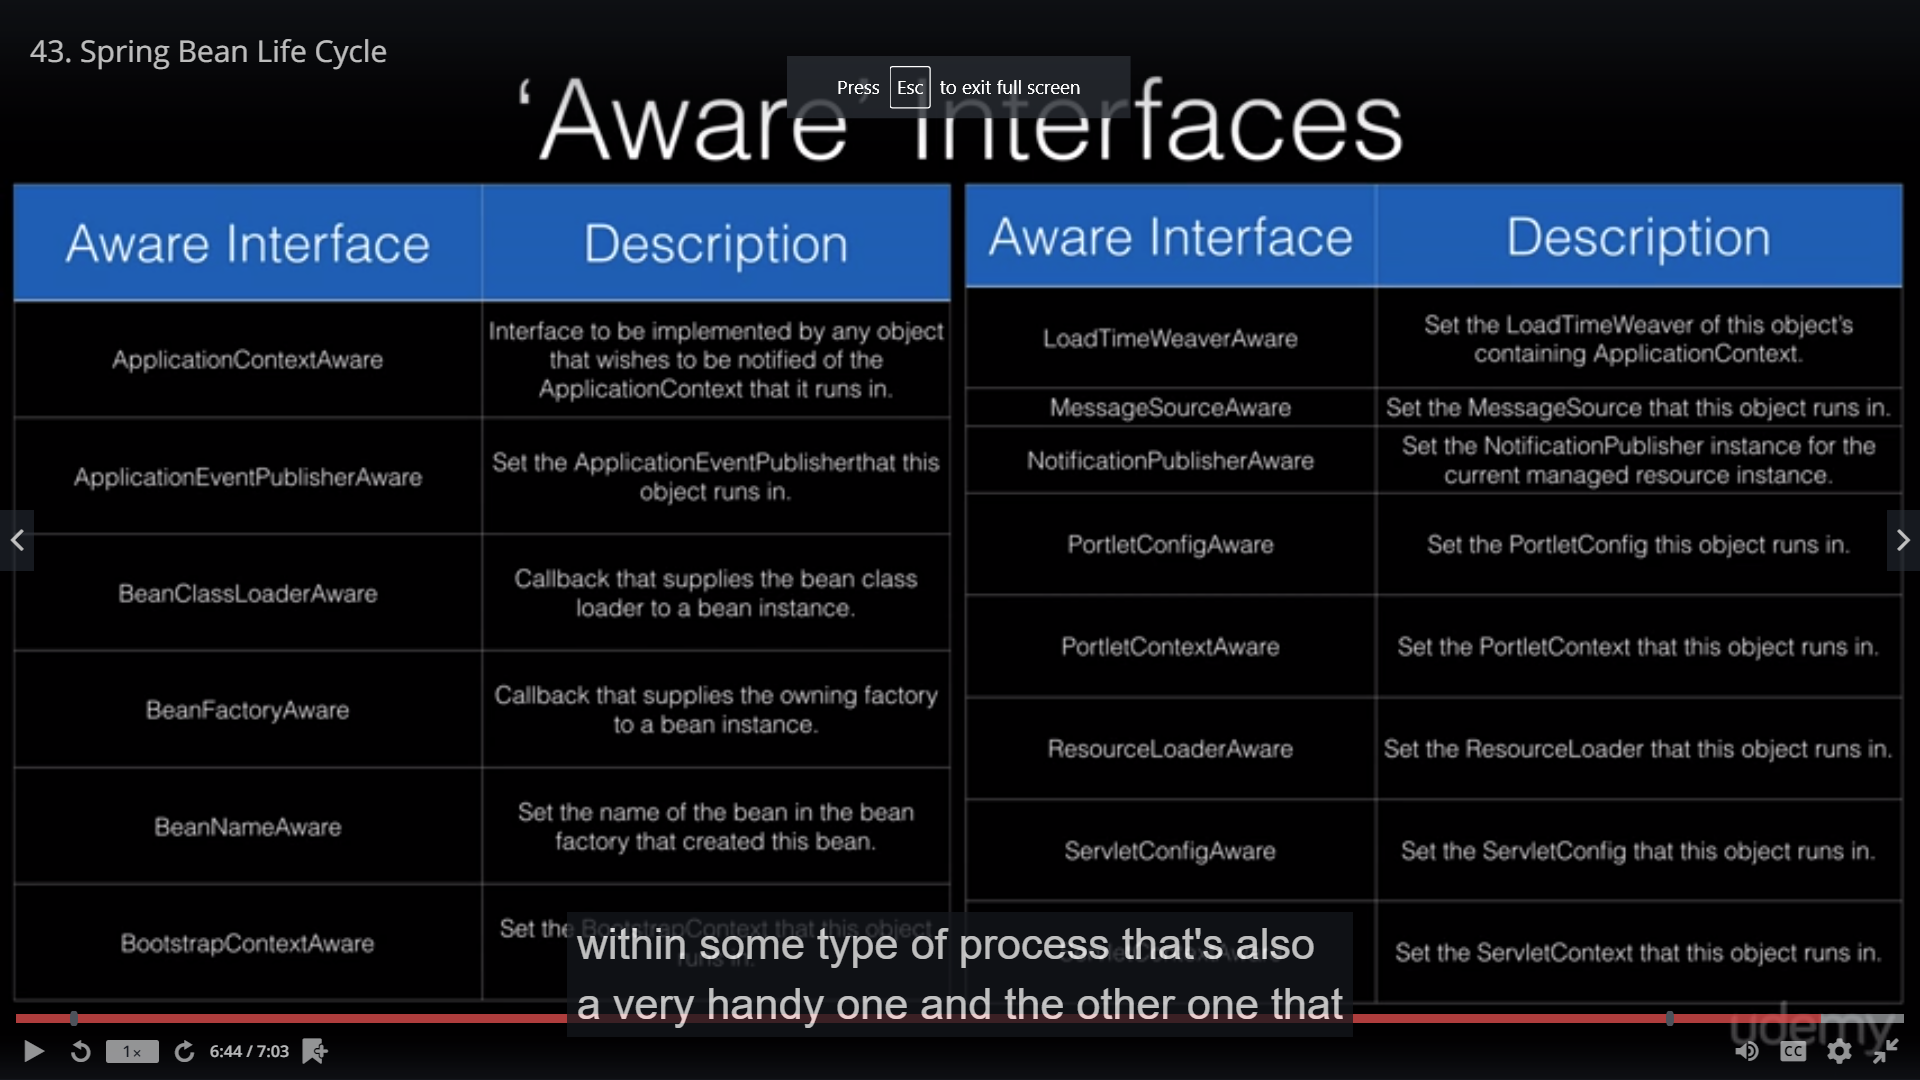 43. Spring Bean Life Cycle
Press Esc to exit full screen
‘Aware’ Interfaces
Aware Interface Description
ApplicationContextAware
Interface to be implemented by any object
that wishes to be notified of the
ApplicationContext that it runs in.
ApplicationEventPublisherAware
Set the ApplicationEventPublisherthat this
object runs in.
BeanClassLoaderAware
Callback that supplies the bean class
loader to a bean instance.
BeanFactoryAware
Callback that supplies the owning factory
to a bean instance.
BeanNameAware
Set the name of the bean in the bean
factory that created this bean.
BootstrapContextAware
Set the BootstrapContext that this object
runs in.
Aware Interface Description
LoadTimeWeaverAware
Set the LoadTimeWeaver of this object's
containing ApplicationContext.
MessageSourceAware
Set the MessageSource that this object runs in.
NotificationPublisherAware
Set the NotificationPublisher instance for the
current managed resource instance.
PortletConfigAware
Set the PortletConfig this object runs in.
PortletContextAware
Set the PortletContext that this object runs in.
ResourceLoaderAware
Set the ResourceLoader that this object runs in.
ServletConfigAware
Set the ServletConfig that this object runs in.
Set the ServletContext that this object runs in.
within some type of process that's also
a very handy one and the other one that
udemy
1x
6:44 / 7:03
CC